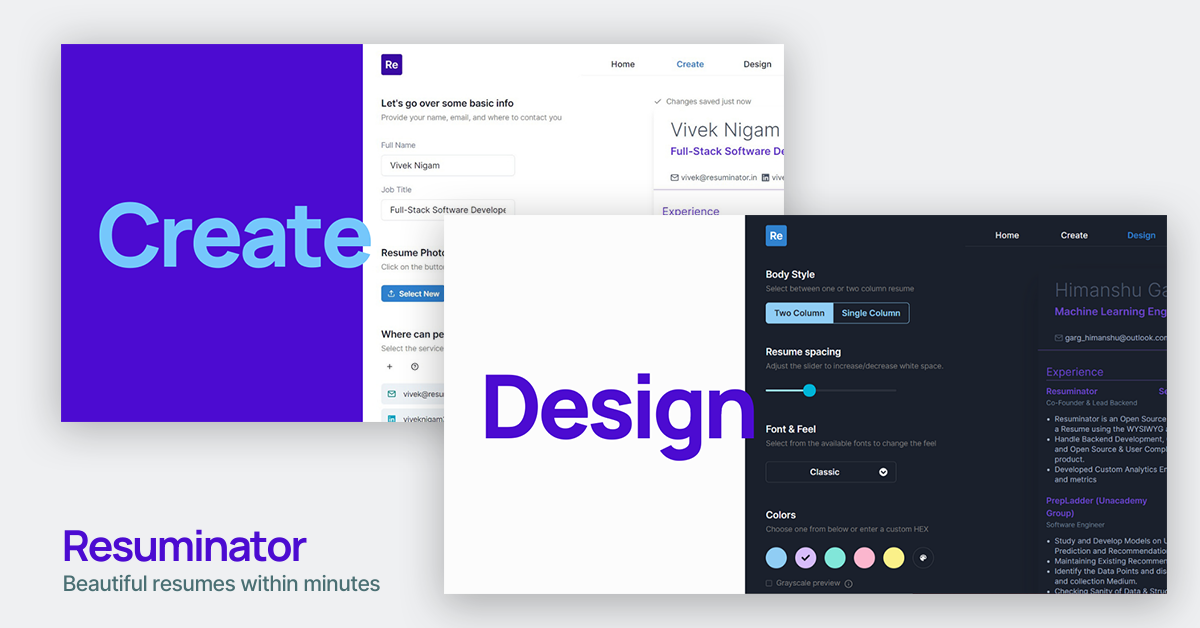 Create
Re
Home
Create
Design
Let's go over some basic info
Provide your name, email, and where to contact you
Full Name
Vivek Nigam
Job Title
Full-Stack Software Develope
Resume Photo
Click on the
Select New
Where can
Select the service
vivek@resu
viveknigam
Changes saved just now
Vivek Nigam
Full-Stack Software De
vivek@resuminator.in
vive
Experience
Design
Re
Home
Create
Design
Body Style
Select between one or two column resume
Two Column
Single Column
Resume spacing
Adjust the slider to increase/decrease white space.
Font & Feel
Select from the available fonts to change the feel
Classic
Colors
Choose one from below or enter a custom HEX
Grayscale preview
Himanshu Ga
Machine Learning Eng
garg_himanshu@outlook.com
Experience
Resuminator
Co-Founder & Lead Backend
Resuminator is an Open Source
a Resume using the WYSIWYG
Handle Backend Development,
and Open Source & User Compl
product.
Developed Custom Analytics En
and metrics
PrepLadder (Unacademy
Group)
Software Engineer
Study and Develop Models on
Prediction and Recommendatio
Maintaining Existing Recommen
Identify the Data Points and dis
and collection Medium.
Checking Sanity of Data & Struc
Resuminator
Beautiful resumes within minutes